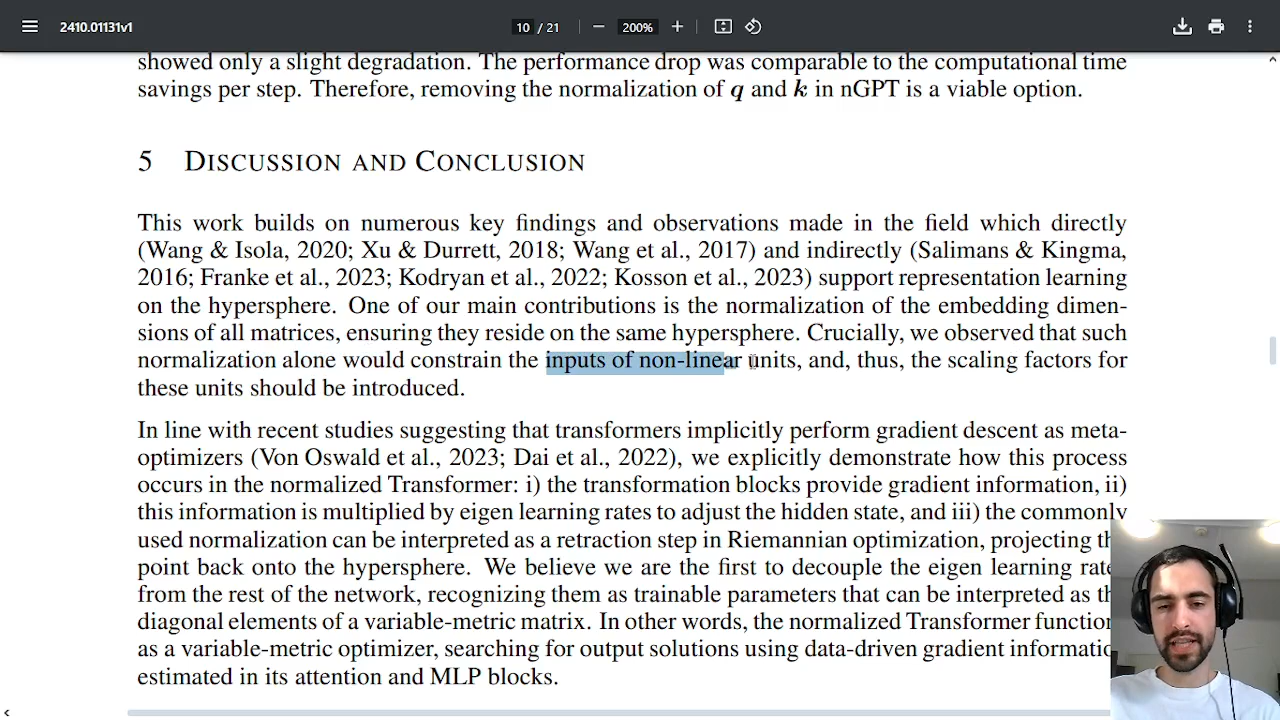 2410.01131v1
10 / 21
200%
showed only a slight degradation. The performance drop was comparable to the computational time
savings per step. Therefore, removing the normalization of q and k in nGPT is a viable option.
5 DISCUSSION AND CONCLUSION
This work builds on numerous key findings and observations made in the field which directly
(Wang & Isola, 2020; Xu & Durrett, 2018; Wang et al., 2017) and indirectly (Salimans & Kingma,
2016; Franke et al., 2023; Kodryan et al., 2022; Kosson et al., 2023) support representation learning
on the hypersphere. One of our main contributions is the normalization of the embedding dimen-
sions of all matrices, ensuring they reside on the same hypersphere. Crucially, we observed that such
normalization alone would constrain the inputs of non-linear units, and, thus, the scaling factors for
these units should be introduced.
In line with recent studies suggesting that transformers implicitly perform gradient descent as meta-
optimizers (Von Oswald et al., 2023; Dai et al., 2022), we explicitly demonstrate how this process
occurs in the normalized Transformer: i) the transformation blocks provide gradient information, ii)
this information is multiplied by eigen learning rates to adjust the hidden state, and iii) the commonly
used normalization can be interpreted as a retraction step in Riemannian optimization, projecting
point back onto the hypersphere. We believe we are the first to decouple the eigen learning
from the rest of the network, recognizing them as trainable parameters that can be interpreted as
diagonal elements of a variable-metric matrix. In other words, the normalized Transformer
as a variable-metric optimizer, searching for output solutions using data-driven gradient
estimated in its attention and MLP blocks.